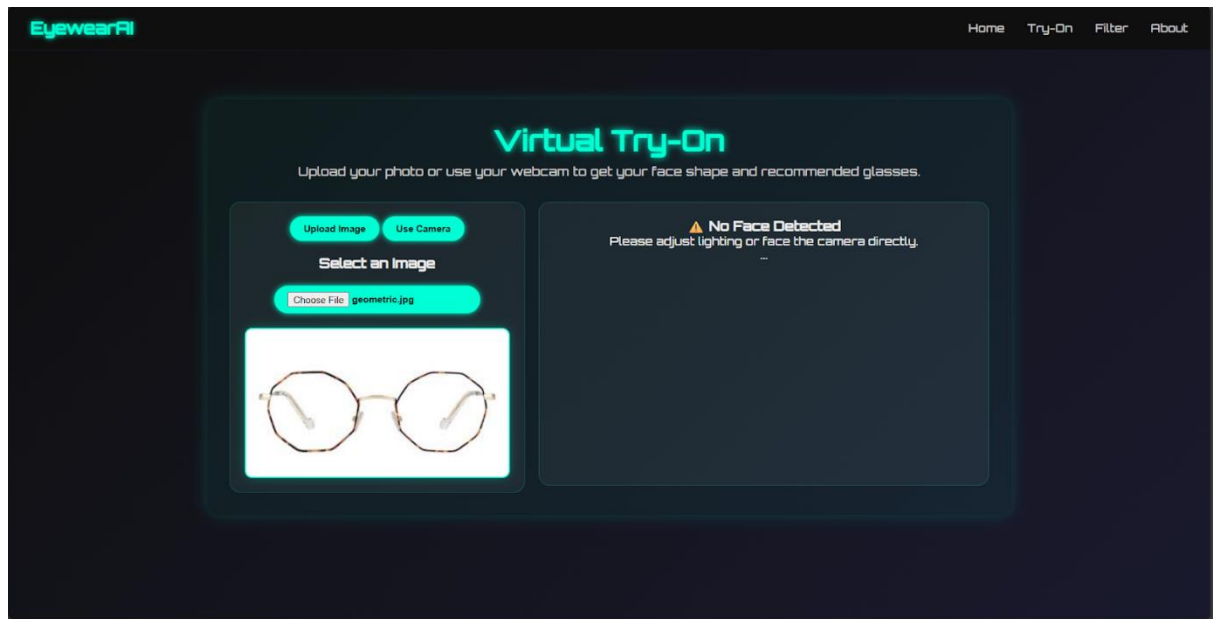 EyewearAI
Home Try-On Filter About
Virtual Try-On
Upload your photo or use your webcam to get your face shape and recommended glasses.
Upload Image Use Camera
Select an Image
Choose File geometric.jpg
⚠ No Face Detected
Please adjust lighting or face the camera directly.
...